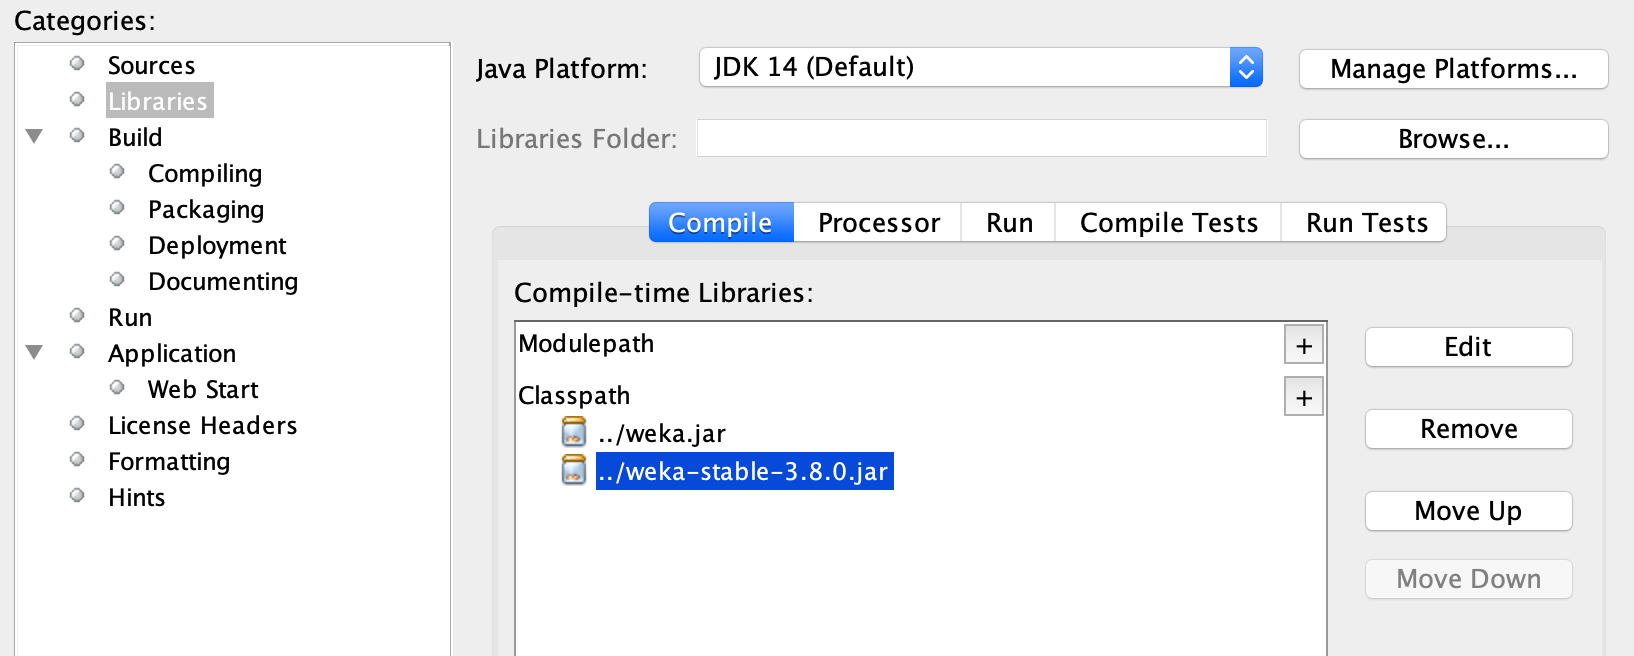 Categories:
Sources
Libraries
Build
Compiling
Packaging
Deployment
Documenting
Run
Application
Web Start
License Headers
Formatting
Hints
Java Platform:
JDK 14 (Default)
Manage Platforms...
Libraries Folder:
Browse...
Compile Processor Run Compile Tests Run Tests
Compile-time Libraries:
Modulepath
+
Classpath
+
../weka.jar
../weka-stable-3.8.0.jar
Edit
Remove
Move Up
Move Down